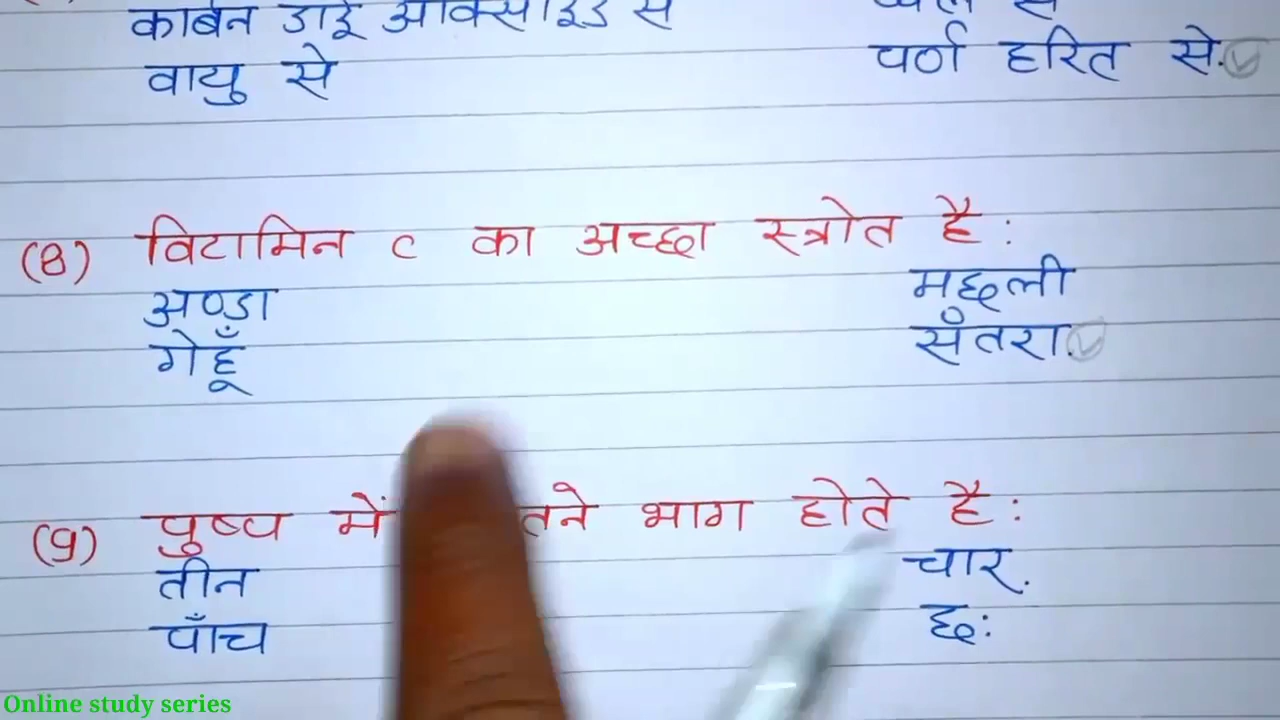 कार्बन डाई ऑक्साइड से
वायु से पर्ण हरित से.
(8) विटामिन c का अच्छा स्त्रोत है :
अण्डा मछली
गेहूँ संतरा.
(9) पुष्प में तने भाग होते है :
तीन चार.
पाँच छः
Online study series